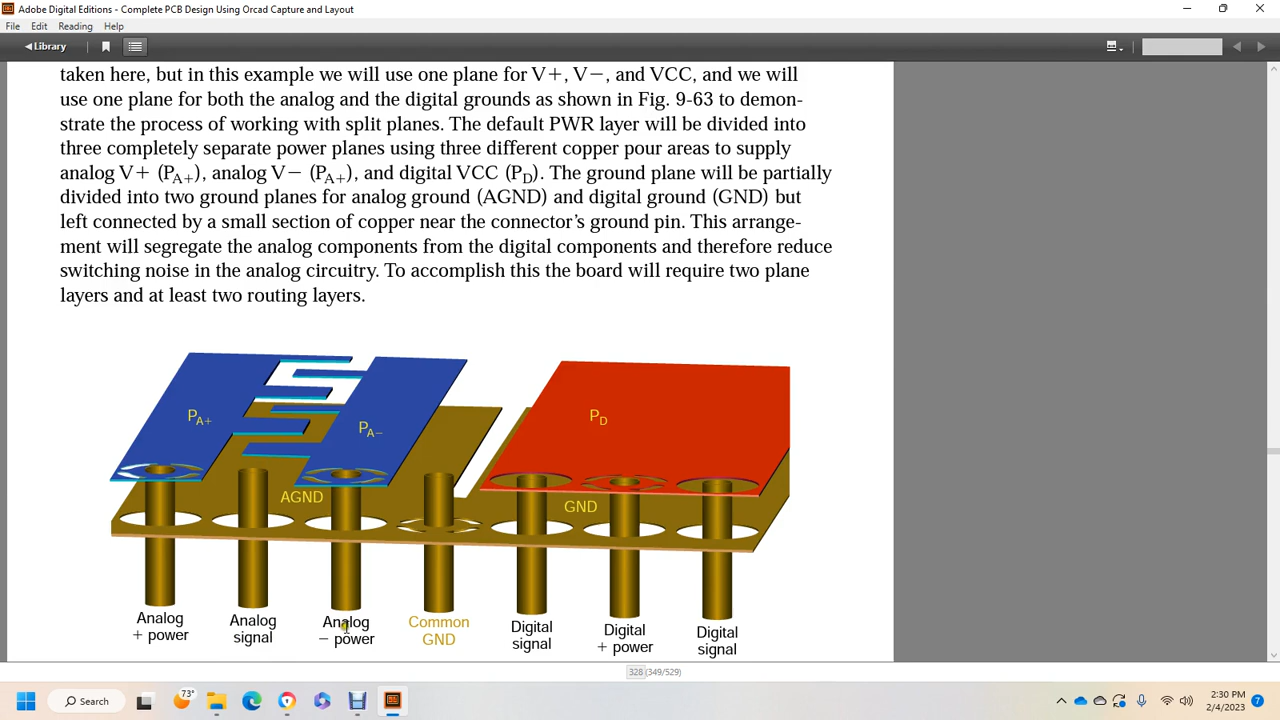 Adobe Digital Editions - Complete PCB Design Using Orcad Capture and Layout
File Edit Reading Help
◀ Library
taken here, but in this example we will use one plane for V+, V−, and VCC, and we will
use one plane for both the analog and the digital grounds as shown in Fig. 9-63 to demon-
strate the process of working with split planes. The default PWR layer will be divided into
three completely separate power planes using three different copper pour areas to supply
analog V+ (PA+), analog V− (PA+), and digital VCC (PD). The ground plane will be partially
divided into two ground planes for analog ground (AGND) and digital ground (GND) but
left connected by a small section of copper near the connector's ground pin. This arrange-
ment will segregate the analog components from the digital components and therefore reduce
switching noise in the analog circuitry. To accomplish this the board will require two plane
layers and at least two routing layers.
PA+
PA−
PD
AGND
GND
Analog
+ power
Analog
signal
Analog
− power
Common
GND
Digital
signal
Digital
+ power
Digital
signal
328 (349/529)
73°
Search
2:30 PM
2/4/2023
7